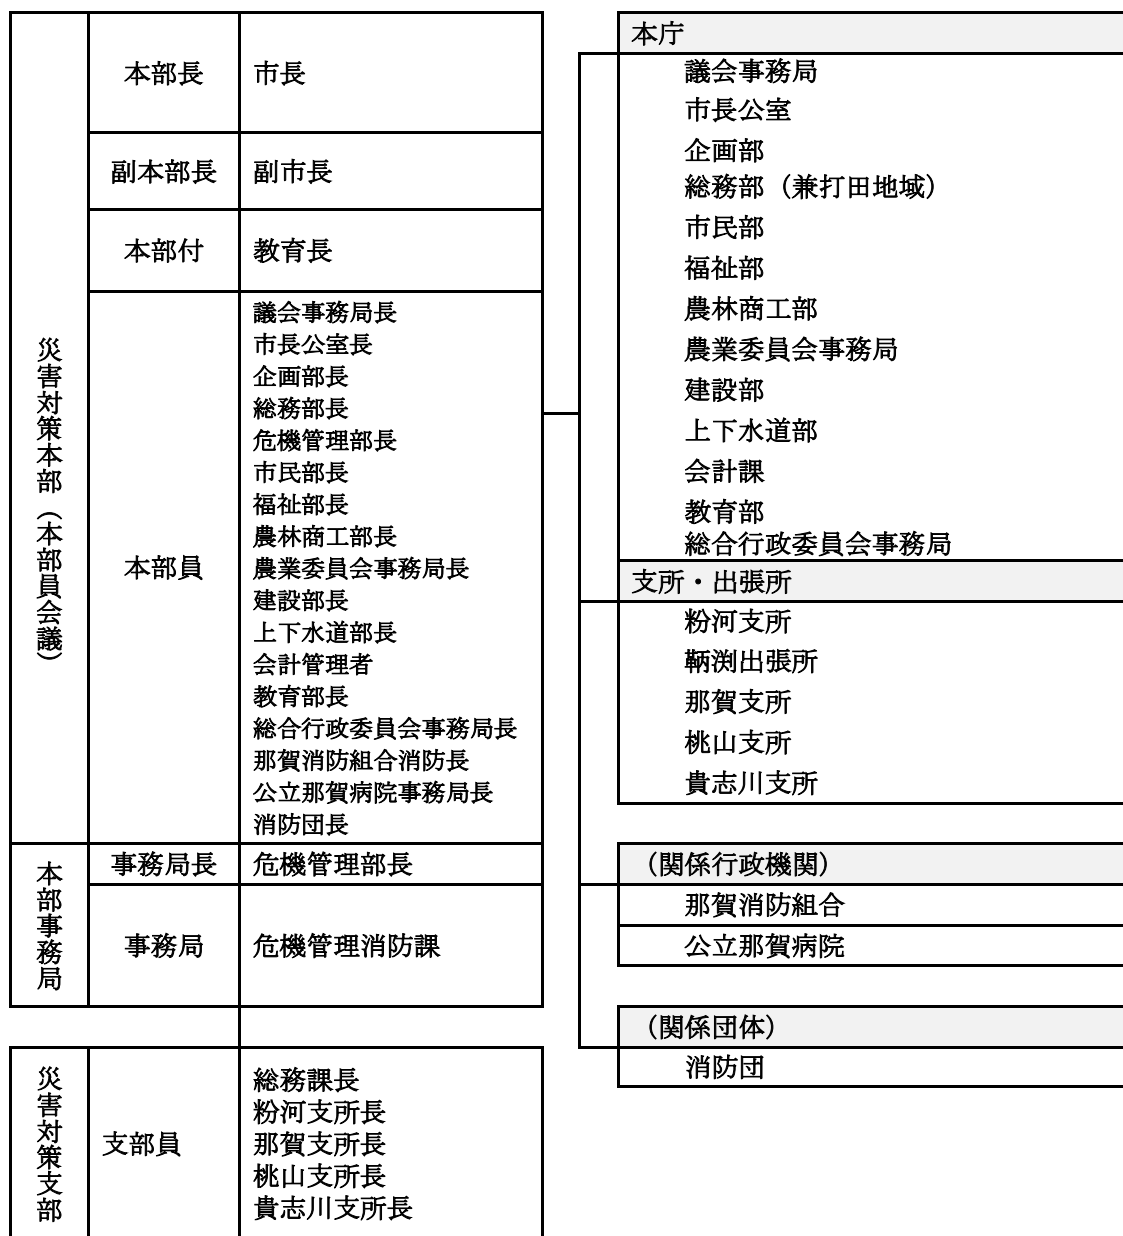 災害対策本部（本部員会議）
本部長
市長
副本部長
副市長
本部付
教育長
本部員
議会事務局長
市長公室長
企画部長
総務部長
危機管理部長
市民部長
福祉部長
農林商工部長
農業委員会事務局長
建設部長
上下水道部長
会計管理者
教育部長
総合行政委員会事務局長
那賀消防組合消防長
公立那賀病院事務局長
消防団長
本部事務局
事務局長
危機管理部長
事務局
危機管理消防課
災害対策支部
支部員
総務課長
粉河支所長
那賀支所長
桃山支所長
貴志川支所長
本庁
議会事務局
市長公室
企画部
総務部（兼打田地域）
市民部
福祉部
農林商工部
農業委員会事務局
建設部
上下水道部
会計課
教育部
総合行政委員会事務局
支所・出張所
粉河支所
鞆渕出張所
那賀支所
桃山支所
貴志川支所
（関係行政機関）
那賀消防組合
公立那賀病院
（関係団体）
消防団